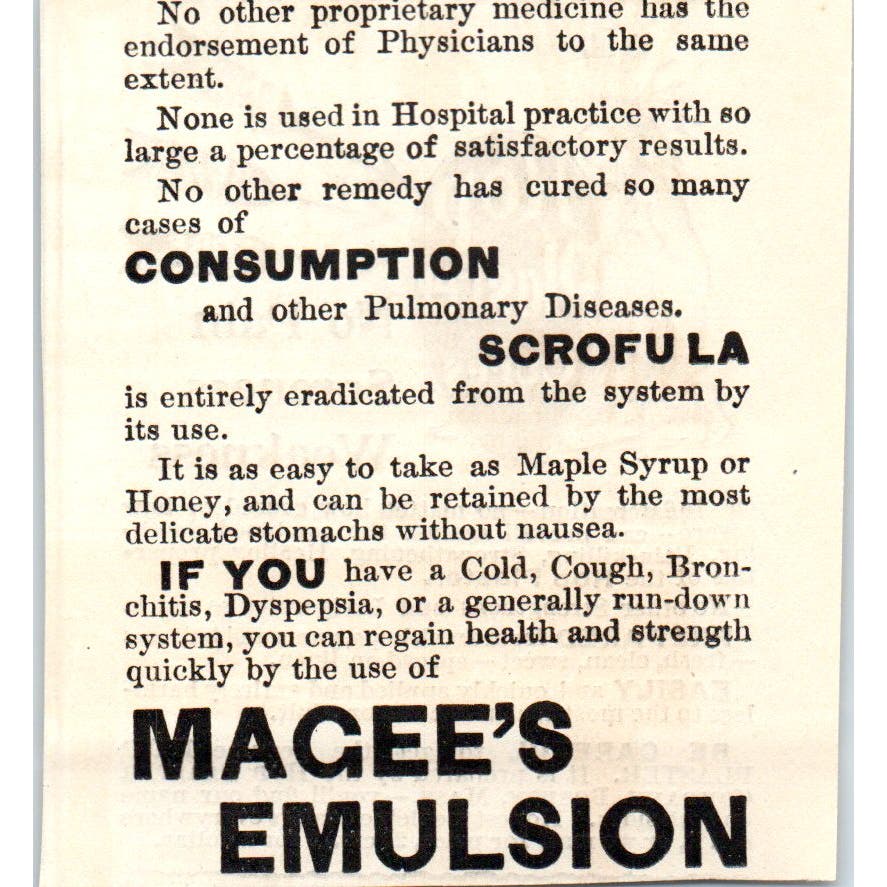 No other proprietary medicine has the
endorsement of Physicians to the same
extent.
None is used in Hospital practice with so
large a percentage of satisfactory results.
No other remedy has cured so many
cases of
CONSUMPTION
and other Pulmonary Diseases.
SCROFULA
is entirely eradicated from the system by
its use.
It is as easy to take as Maple Syrup or
Honey, and can be retained by the most
delicate stomachs without nausea.
IF YOU have a Cold, Cough, Bron-
chitis, Dyspepsia, or a generally run-down
system, you can regain health and strength
quickly by the use of
MAGEE'S
EMULSION